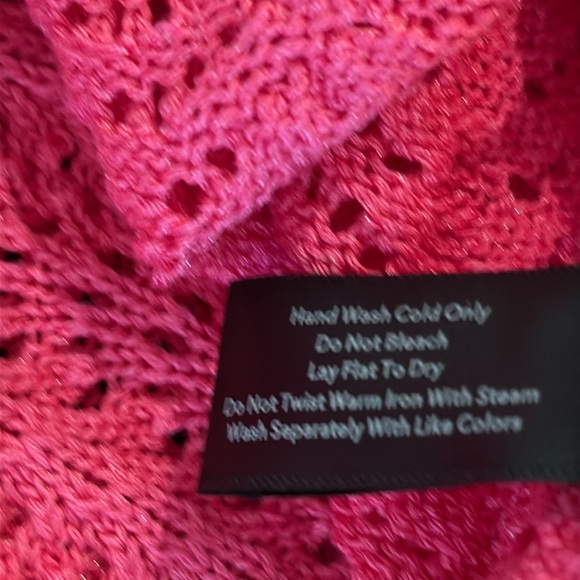 Hand Wash Cold Only
Do Not Bleach
Lay Flat To Dry
Do Not Twist Warm Iron With Steam
Wash Separately With Like Colors